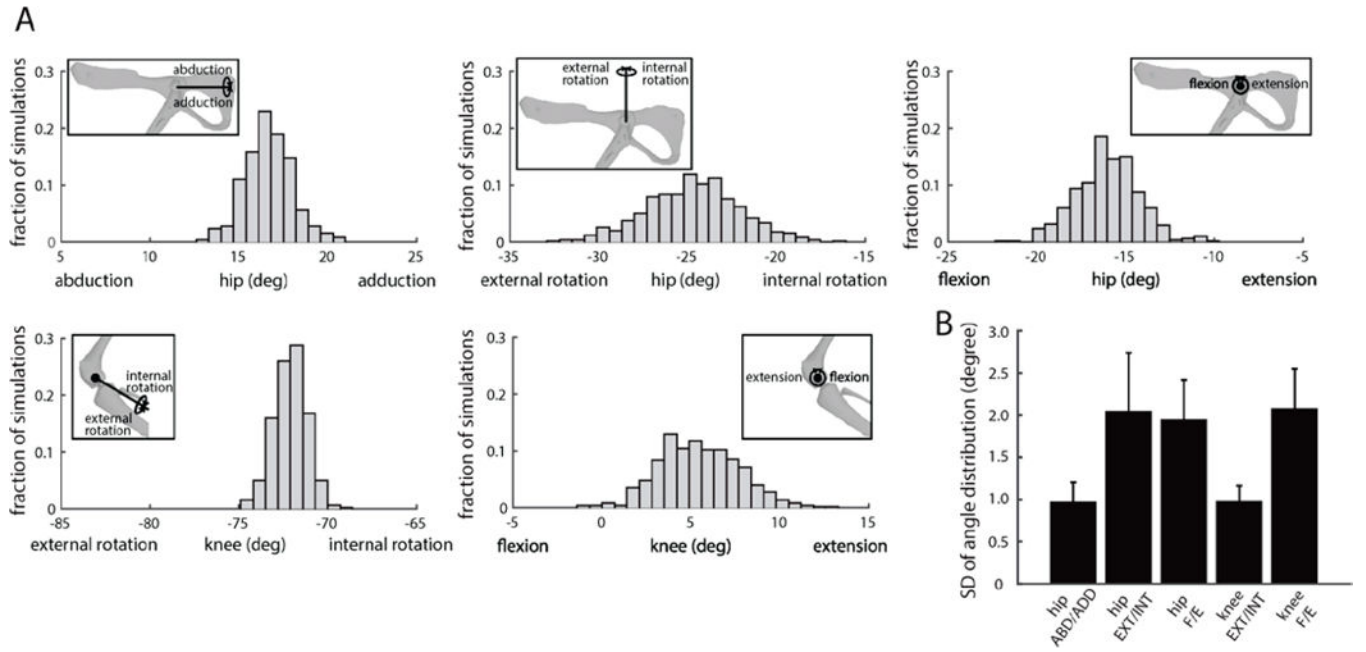 A
fraction of simulations
0.3
0.2
0.1
0
abduction
adduction
5
10
15
20
25
abduction
hip (deg)
adduction
fraction of simulations
0.3
0.2
0.1
0
external rotation
internal rotation
-35
-30
-25
-20
-15
external rotation
hip (deg)
internal rotation
fraction of simulations
0.3
0.2
0.1
0
flexion
extension
-25
-20
-15
-10
-5
flexion
hip (deg)
extension
fraction of simulations
0.3
0.2
0.1
0
internal
rotation
external
rotation
-85
-80
-75
-70
-65
external rotation
knee (deg)
internal rotation
fraction of simulations
0.3
0.2
0.1
0
extension
flexion
-5
0
5
10
15
flexion
knee (deg)
extension
B
SD of angle distribution (degree)
3.0
2.5
2.0
1.5
1.0
0.5
0
hip
ABD/ADD
hip
EXT/INT
hip
F/E
knee
EXT/INT
knee
F/E